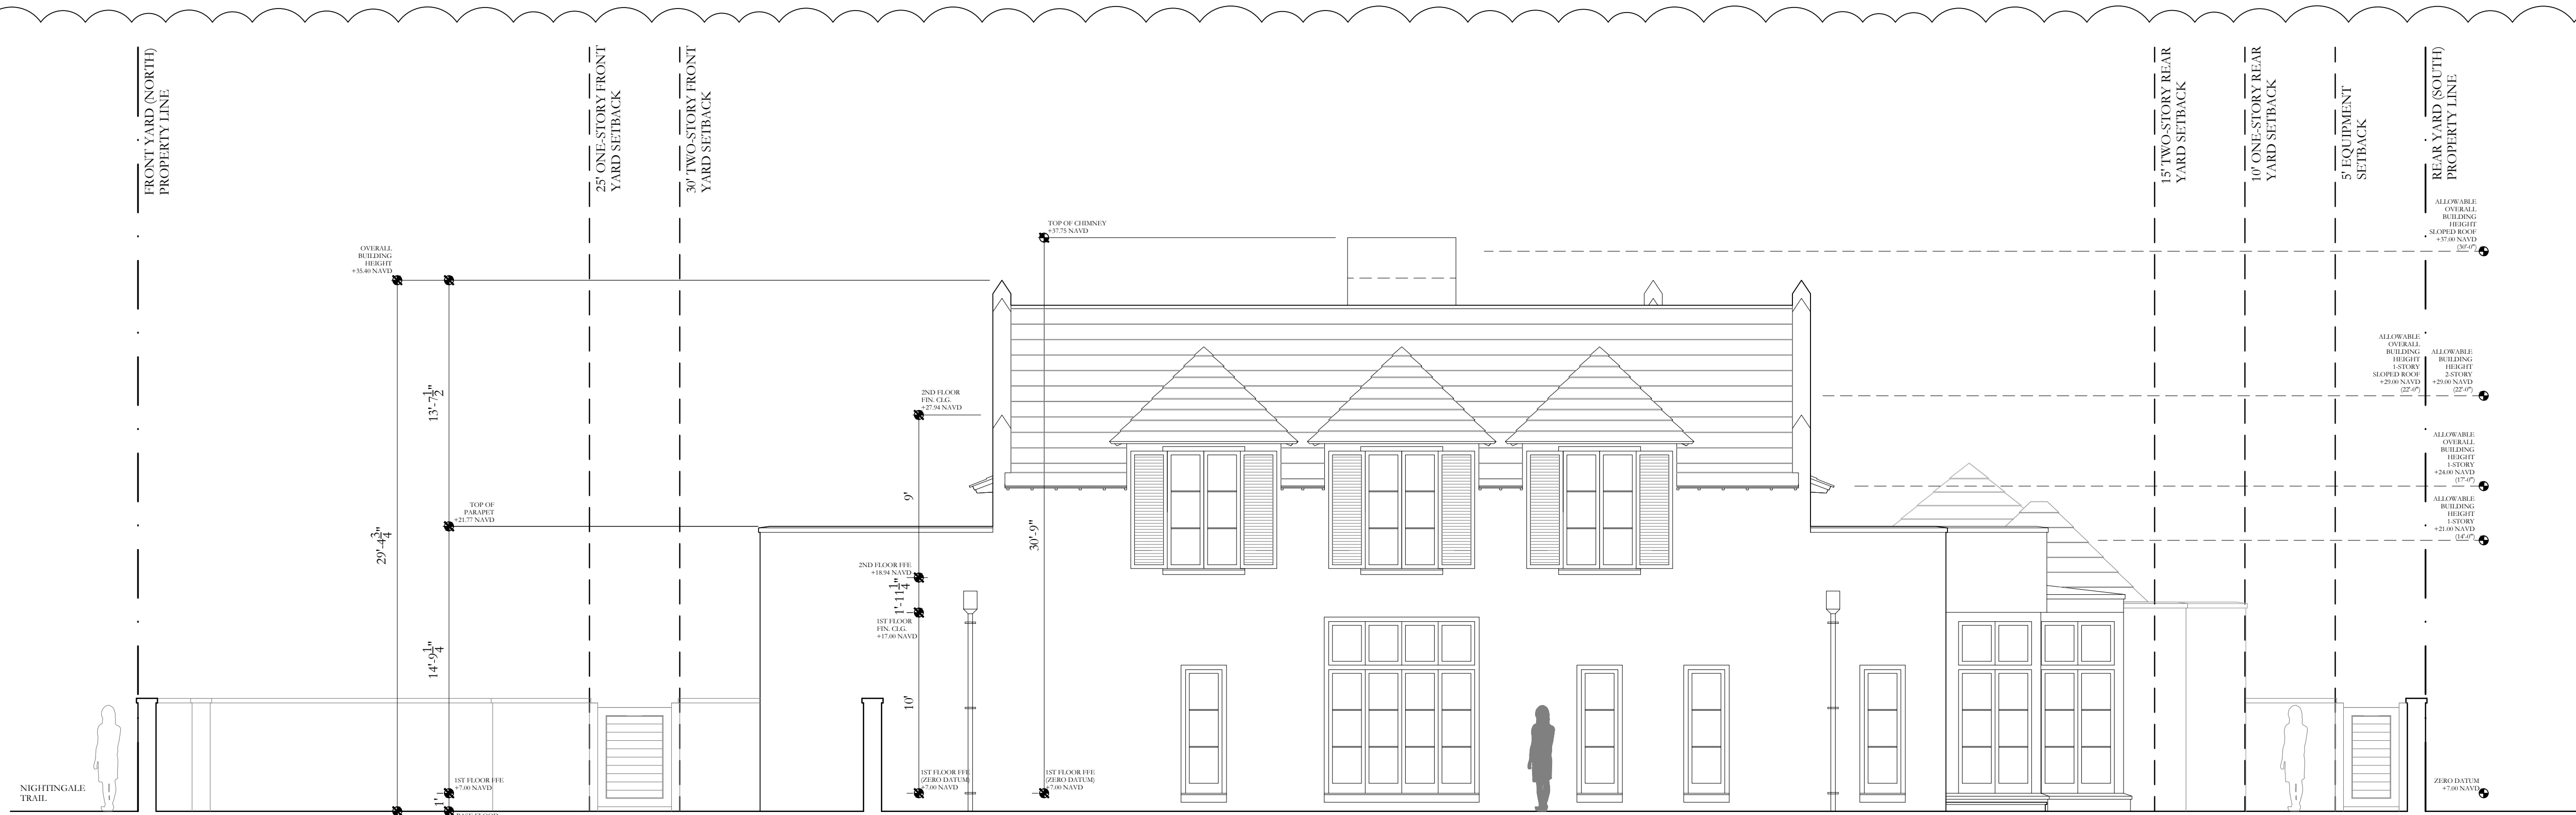 FRONT YARD (NORTH)
PROPERTY LINE
25' ONE-STORY FRONT
YARD SETBACK
30' TWO-STORY FRONT
YARD SETBACK
15' TWO-STORY REAR
YARD SETBACK
10' ONE-STORY REAR
YARD SETBACK
5' EQUIPMENT
SETBACK
REAR YARD (SOUTH)
PROPERTY LINE
OVERALL
BUILDING
HEIGHT
+35.40 NAVD
TOP OF CHIMNEY
+37.75 NAVD
ALLOWABLE
OVERALL
BUILDING
HEIGHT
SLOPED ROOF
+37.00 NAVD
(30'-0")
13'-7 1/2"
2ND FLOOR
FIN. CLG.
+27.94 NAVD
ALLOWABLE
OVERALL
BUILDING
HEIGHT
1-STORY
SLOPED ROOF
+29.00 NAVD
(22'-0")
ALLOWABLE
BUILDING
HEIGHT
2-STORY
+29.00 NAVD
(22'-0")
ALLOWABLE
OVERALL
BUILDING
HEIGHT
1-STORY
+24.00 NAVD
(17'-0")
TOP OF
PARAPET
+21.77 NAVD
9'
ALLOWABLE
BUILDING
HEIGHT
1-STORY
+21.00 NAVD
(14'-0")
29'-4 3/4"
30'-9"
2ND FLOOR FFE
+18.94 NAVD
1'-11 1/4"
1ST FLOOR
FIN. CLG.
+17.00 NAVD
14'-9 1/4"
10'
NIGHTINGALE
TRAIL
1ST FLOOR FFE
+7.00 NAVD
1'
1ST FLOOR FFE
(ZERO DATUM)
+7.00 NAVD
1ST FLOOR FFE
(ZERO DATUM)
+7.00 NAVD
ZERO DATUM
+7.00 NAVD